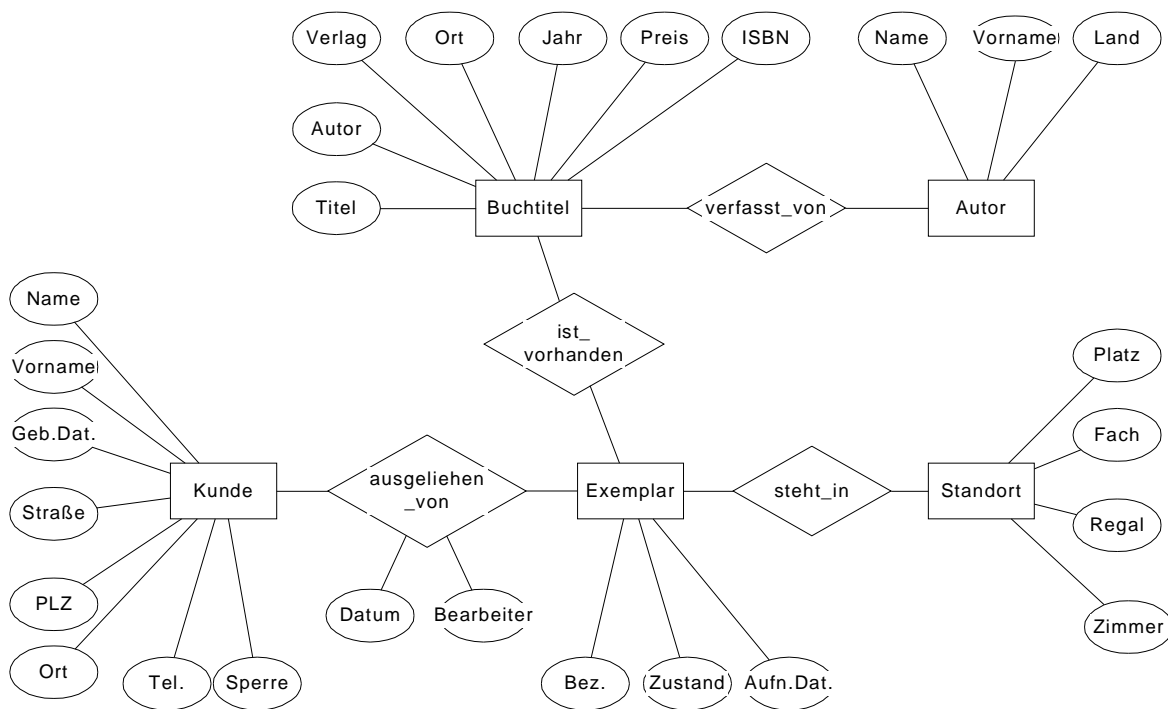 Verlag
Ort
Jahr
Preis
ISBN
Name
Vorname
Land
Autor
Titel
Buchtitel
verfasst_von
Autor
Name
ist_
vorhanden
Vorname
Platz
Geb.Dat.
Fach
Kunde
ausgeliehen
_von
Exemplar
steht_in
Standort
Straße
Regal
PLZ
Datum
Bearbeiter
Zimmer
Ort
Tel.
Sperre
Bez.
Zustand
Aufn.Dat.